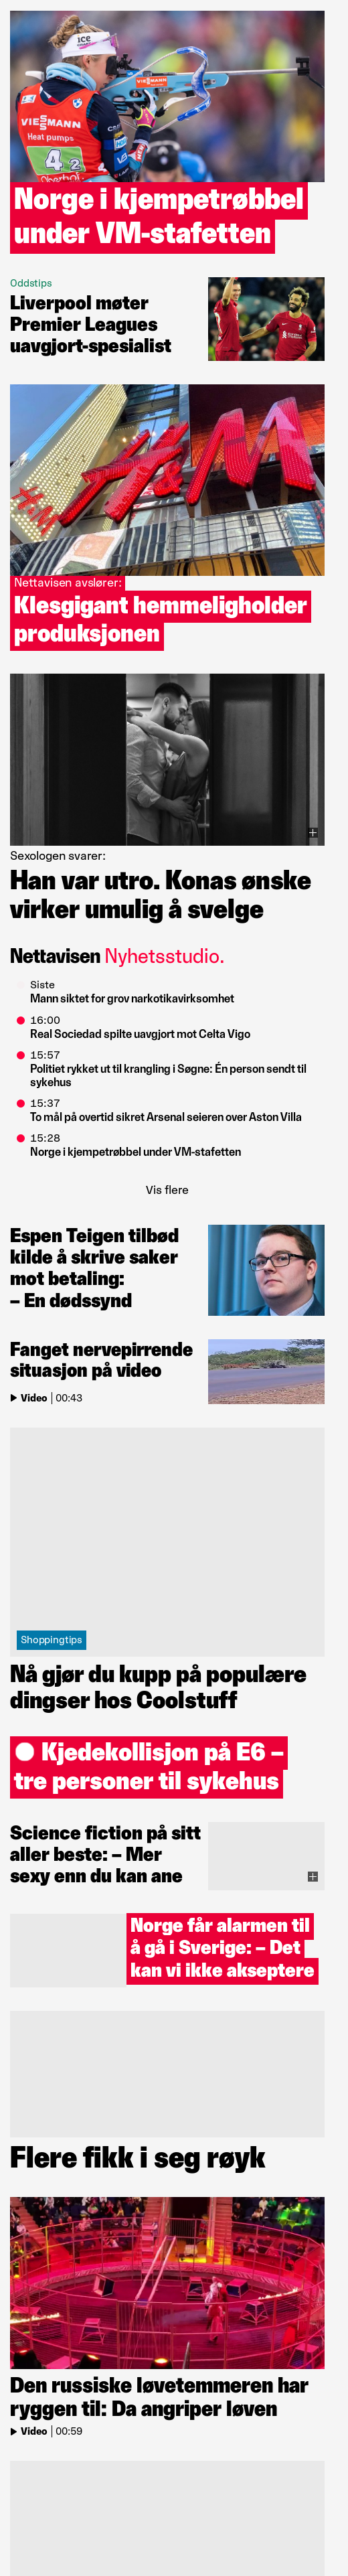 ice
VIESMANN
VIESMANN
Heat pumps
4 2
Oberhof
Norge i kjempetrøbbel
under VM-stafetten
Oddstips
Liverpool møter
Premier Leagues
uavgjort-spesialist
H&M
H&M
Nettavisen avslører:
Klesgigant hemmeligholder
produksjonen
Sexologen svarer:
Han var utro. Konas ønske
virker umulig å svelge
Nettavisen Nyhetsstudio.
Siste
Mann siktet for grov narkotikavirksomhet
16:00
Real Sociedad spilte uavgjort mot Celta Vigo
15:57
Politiet rykket ut til krangling i Søgne: Én person sendt til
sykehus
15:37
To mål på overtid sikret Arsenal seieren over Aston Villa
15:28
Norge i kjempetrøbbel under VM-stafetten
Vis flere
Espen Teigen tilbød
kilde å skrive saker
mot betaling:
– En dødssynd
Fanget nervepirrende
situasjon på video
Video | 00:43
Shoppingtips
Nå gjør du kupp på populære
dingser hos Coolstuff
Kjedekollisjon på E6 –
tre personer til sykehus
Science fiction på sitt
aller beste: – Mer
sexy enn du kan ane
Norge får alarmen til
å gå i Sverige: – Det
kan vi ikke akseptere
Flere fikk i seg røyk
Den russiske løvetemmeren har
ryggen til: Da angriper løven
Video | 00:59